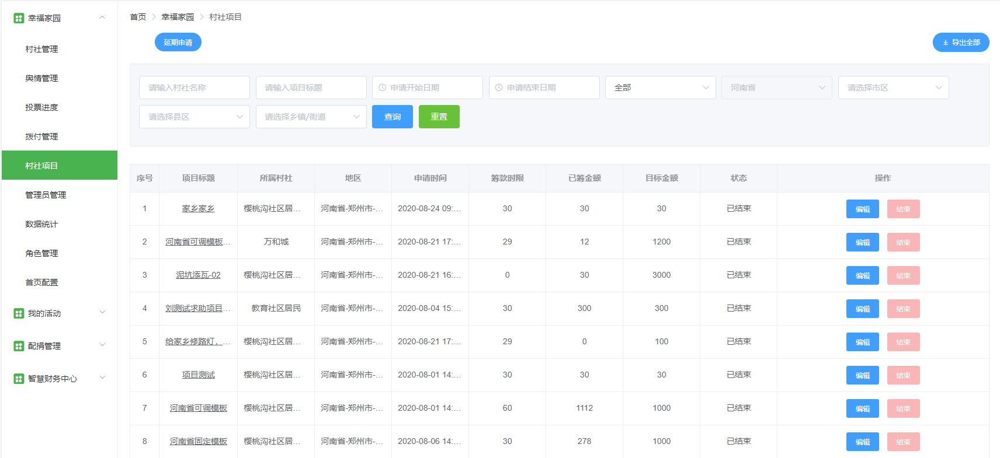 幸福家园
村社管理
舆情管理
投票进度
拨付管理
村社项目
管理员管理
数据统计
角色管理
首页配置
我的活动
配捐管理
智慧财务中心
首页 > 幸福家园 > 村社项目
延期申请 导出全部
请输入村社名称 请输入项目标题 申请开始日期 申请结束日期 全部 河南省 请选择市区
请选择县区 请选择乡镇/街道 查询 重置
序号 项目标题 所属村社 地区 申请时间 筹款时限 已筹金额 目标金额 状态 操作
1 家乡家乡 樱桃沟社区居... 河南省-郑州市-... 2020-08-24 09:... 30 30 30 已结束 编辑 结束
2 河南省可调模板... 万和城 河南省-郑州市-... 2020-08-21 17:... 29 12 1200 已结束 编辑 结束
3 泥坑添瓦-02 樱桃沟社区居... 河南省-郑州市-... 2020-08-21 16:... 0 30 3000 已结束 编辑 结束
4 刘测试求助项目... 教育社区居民 河南省-郑州市-... 2020-08-04 15:... 30 300 300 已结束 编辑 结束
5 给家乡修路灯，... 樱桃沟社区居... 河南省-郑州市-... 2020-08-21 17:... 29 0 100 已结束 编辑 结束
6 项目测试 樱桃沟社区居... 河南省-郑州市-... 2020-08-01 14:... 30 30 30 已结束 编辑 结束
7 河南省可调模板 樱桃沟社区居... 河南省-郑州市-... 2020-08-01 14:... 60 1112 1000 已结束 编辑 结束
8 河南省固定模板 樱桃沟社区居... 河南省-郑州市-... 2020-08-06 14:... 30 278 1000 已结束 编辑 结束